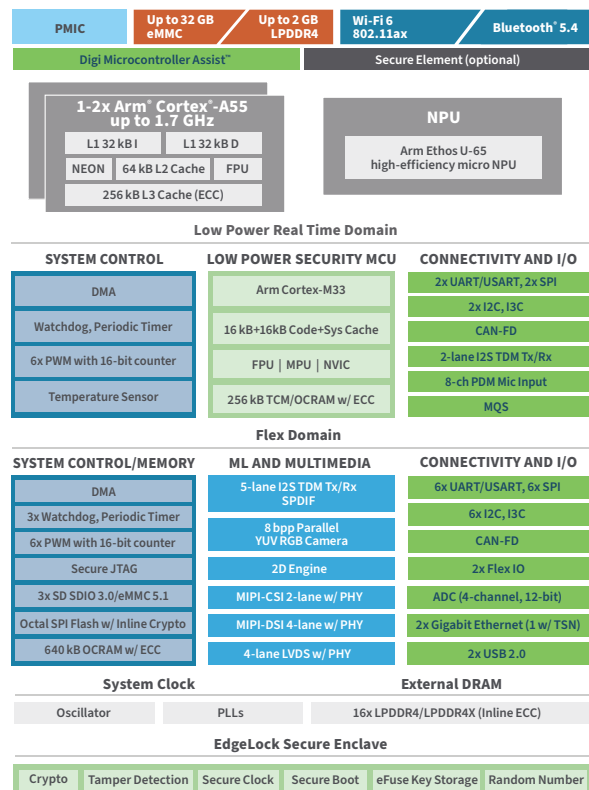 PMIC
Up to 32 GB
eMMC
Up to 2 GB
LPDDR4
Wi-Fi 6
802.11ax
Bluetooth® 5.4
Digi Microcontroller Assist™
Secure Element (optional)
1-2x Arm® Cortex®-A55
up to 1.7 GHz
L1 32 kB I
L1 32 kB D
NEON
64 kB L2 Cache
FPU
256 kB L3 Cache (ECC)
NPU
Arm Ethos U-65
high-efficiency micro NPU
Low Power Real Time Domain
SYSTEM CONTROL
DMA
Watchdog, Periodic Timer
6x PWM with 16-bit counter
Temperature Sensor
LOW POWER SECURITY MCU
Arm Cortex-M33
16 kB+16kB Code+Sys Cache
FPU | MPU | NVIC
256 kB TCM/OCRAM w/ ECC
CONNECTIVITY AND I/O
2x UART/USART, 2x SPI
2x I2C, I3C
CAN-FD
2-lane I2S TDM Tx/Rx
8-ch PDM Mic Input
MQS
Flex Domain
SYSTEM CONTROL/MEMORY
DMA
3x Watchdog, Periodic Timer
6x PWM with 16-bit counter
Secure JTAG
3x SD SDIO 3.0/eMMC 5.1
Octal SPI Flash w/ Inline Crypto
640 kB OCRAM w/ ECC
ML AND MULTIMEDIA
5-lane I2S TDM Tx/Rx
SPDIF
8 bpp Parallel
YUV RGB Camera
2D Engine
MIPI-CSI 2-lane w/ PHY
MIPI-DSI 4-lane w/ PHY
4-lane LVDS w/ PHY
CONNECTIVITY AND I/O
6x UART/USART, 6x SPI
6x I2C, I3C
CAN-FD
2x Flex IO
ADC (4-channel, 12-bit)
2x Gigabit Ethernet (1 w/ TSN)
2x USB 2.0
System Clock
Oscillator
PLLs
External DRAM
16x LPDDR4/LPDDR4X (Inline ECC)
EdgeLock Secure Enclave
Crypto
Tamper Detection
Secure Clock
Secure Boot
eFuse Key Storage
Random Number